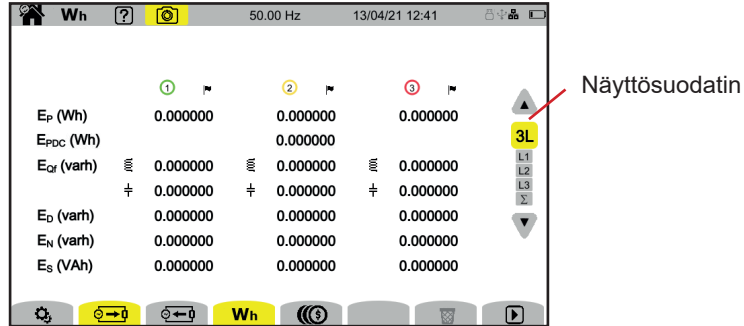 Wh ? 50.00 Hz 13/04/21 12:41
Näyttösuodatin
1 2 3
EP (Wh) 0.000000 0.000000 0.000000
3L
EPDC (Wh) 0.000000
L1
EQf (varh) 0.000000 0.000000 0.000000
L2
L3
0.000000 0.000000 0.000000
Σ
ED (varh) 0.000000 0.000000 0.000000
EN (varh) 0.000000 0.000000 0.000000
ES (VAh) 0.000000 0.000000 0.000000
Wh $